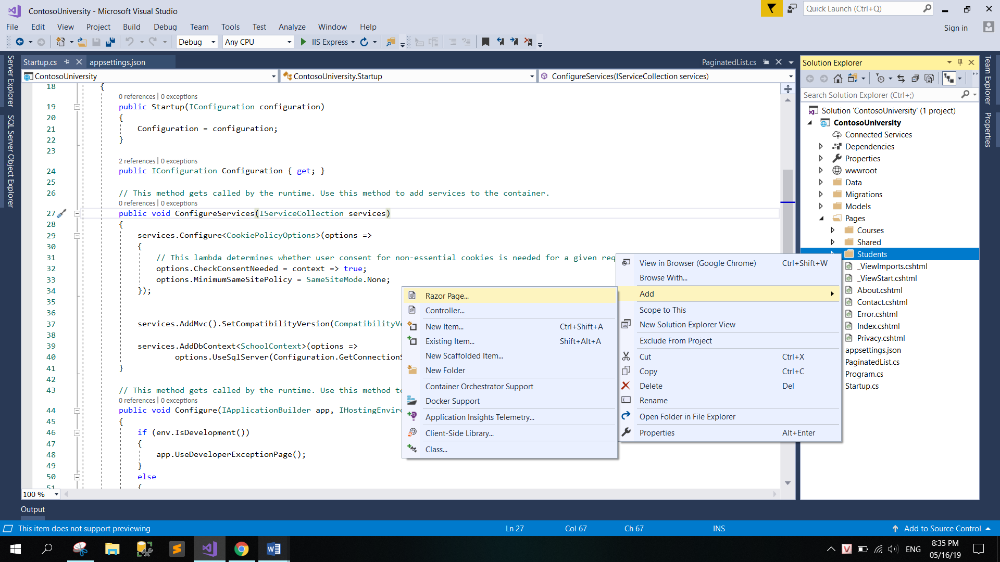 ContosoUniversity - Microsoft Visual Studio
Quick Launch (Ctrl+Q)
File Edit View Project Build Debug Team Tools Test Analyze Window Help
Sign in
Debug Any CPU IIS Express
Server Explorer
SQL Server Object Explorer
Startup.cs appsettings.json PaginatedList.cs
ContosoUniversity ContosoUniversity.Startup ConfigureServices(IServiceCollection services)
18 {
0 references | 0 exceptions
19 public Startup(IConfiguration configuration)
20 {
21 Configuration = configuration;
22 }
23
2 references | 0 exceptions
24 public IConfiguration Configuration { get; }
25
26 // This method gets called by the runtime. Use this method to add services to the container.
0 references | 0 exceptions
27 public void ConfigureServices(IServiceCollection services)
28 {
29 services.Configure<CookiePolicyOptions>(options =>
30 {
31 // This lambda determines whether user consent for non-essential cookies is needed for a given req
32 options.CheckConsentNeeded = context => true;
33 options.MinimumSameSitePolicy = SameSiteMode.None;
34 });
35
36
37 services.AddMvc().SetCompatibilityVersion(CompatibilityVe
38
39 services.AddDbContext<SchoolContext>(options =>
40 options.UseSqlServer(Configuration.GetConnectionS
41 }
42
43 // This method gets called by the runtime. Use this method to
0 references | 0 exceptions
44 public void Configure(IApplicationBuilder app, IHostingEnviro
45 {
46 if (env.IsDevelopment())
47 {
48 app.UseDeveloperExceptionPage();
49 }
50 else
51 {
100 %
Razor Page...
Controller...
New Item... Ctrl+Shift+A
Existing Item... Shift+Alt+A
New Scaffolded Item...
New Folder
Container Orchestrator Support
Docker Support
Application Insights Telemetry...
Client-Side Library...
Class...
View in Browser (Google Chrome) Ctrl+Shift+W
Browse With...
Add
Scope to This
New Solution Explorer View
Exclude From Project
Cut Ctrl+X
Copy Ctrl+C
Delete Del
Rename
Open Folder in File Explorer
Properties Alt+Enter
Solution Explorer
Search Solution Explorer (Ctrl+;)
Solution 'ContosoUniversity' (1 project)
ContosoUniversity
Connected Services
Dependencies
Properties
wwwroot
Data
Migrations
Models
Pages
Courses
Shared
Students
_ViewImports.cshtml
_ViewStart.cshtml
About.cshtml
Contact.cshtml
Error.cshtml
Index.cshtml
Privacy.cshtml
appsettings.json
PaginatedList.cs
Program.cs
Startup.cs
Team Explorer
Properties
Output
This item does not support previewing Ln 27 Col 67 Ch 67 INS Add to Source Control
ENG
8:35 PM
05/16/19